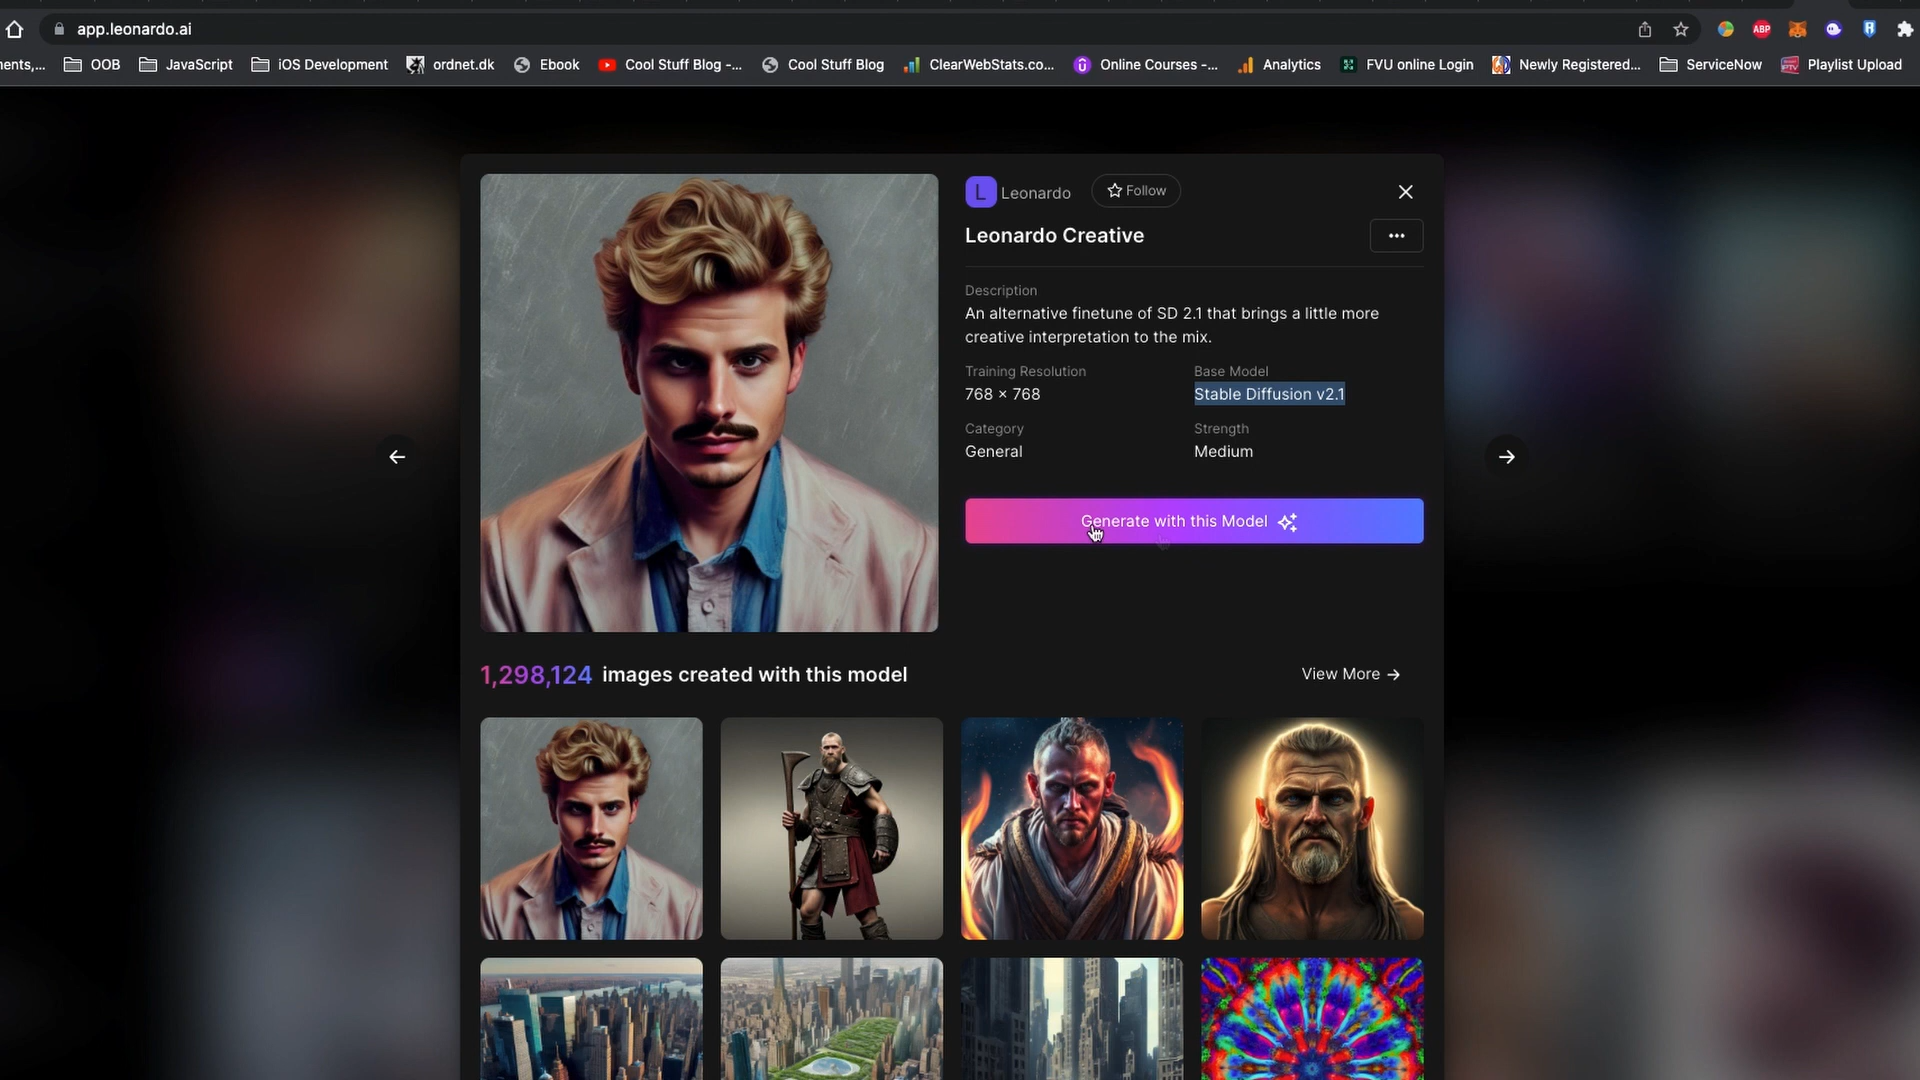 app.leonardo.ai
ABP
nents,...
OOB
JavaScript
iOS Development
ordnet.dk
Ebook
Cool Stuff Blog -...
Cool Stuff Blog
ClearWebStats.co...
Online Courses -...
Analytics
FVU online Login
Newly Registered...
ServiceNow
Playlist Upload
L Leonardo
Follow
Leonardo Creative
Description
An alternative finetune of SD 2.1 that brings a little more
creative interpretation to the mix.
Training Resolution
768 × 768
Base Model
Stable Diffusion v2.1
Category
General
Strength
Medium
Generate with this Model
1,298,124 images created with this model
View More